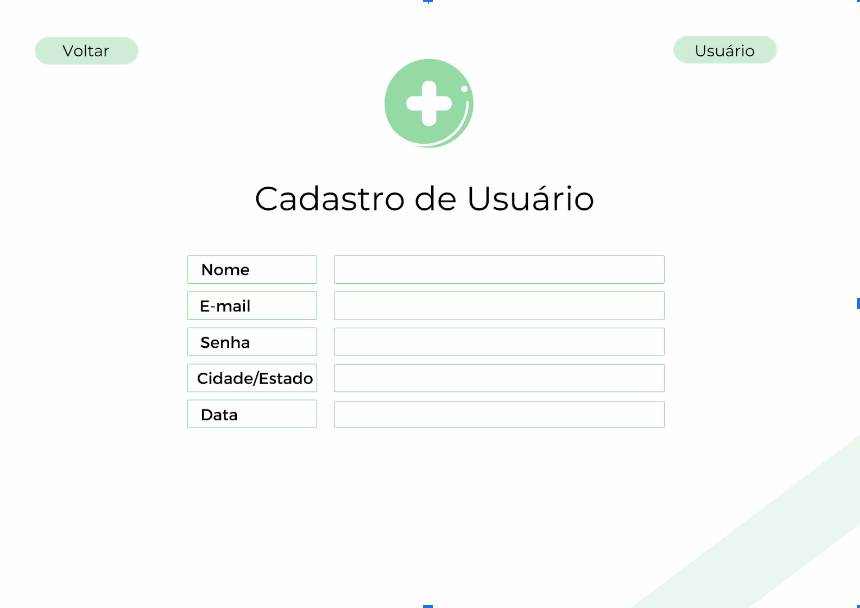 Voltar
Usuário
Cadastro de Usuário
Nome
E-mail
Senha
Cidade/Estado
Data